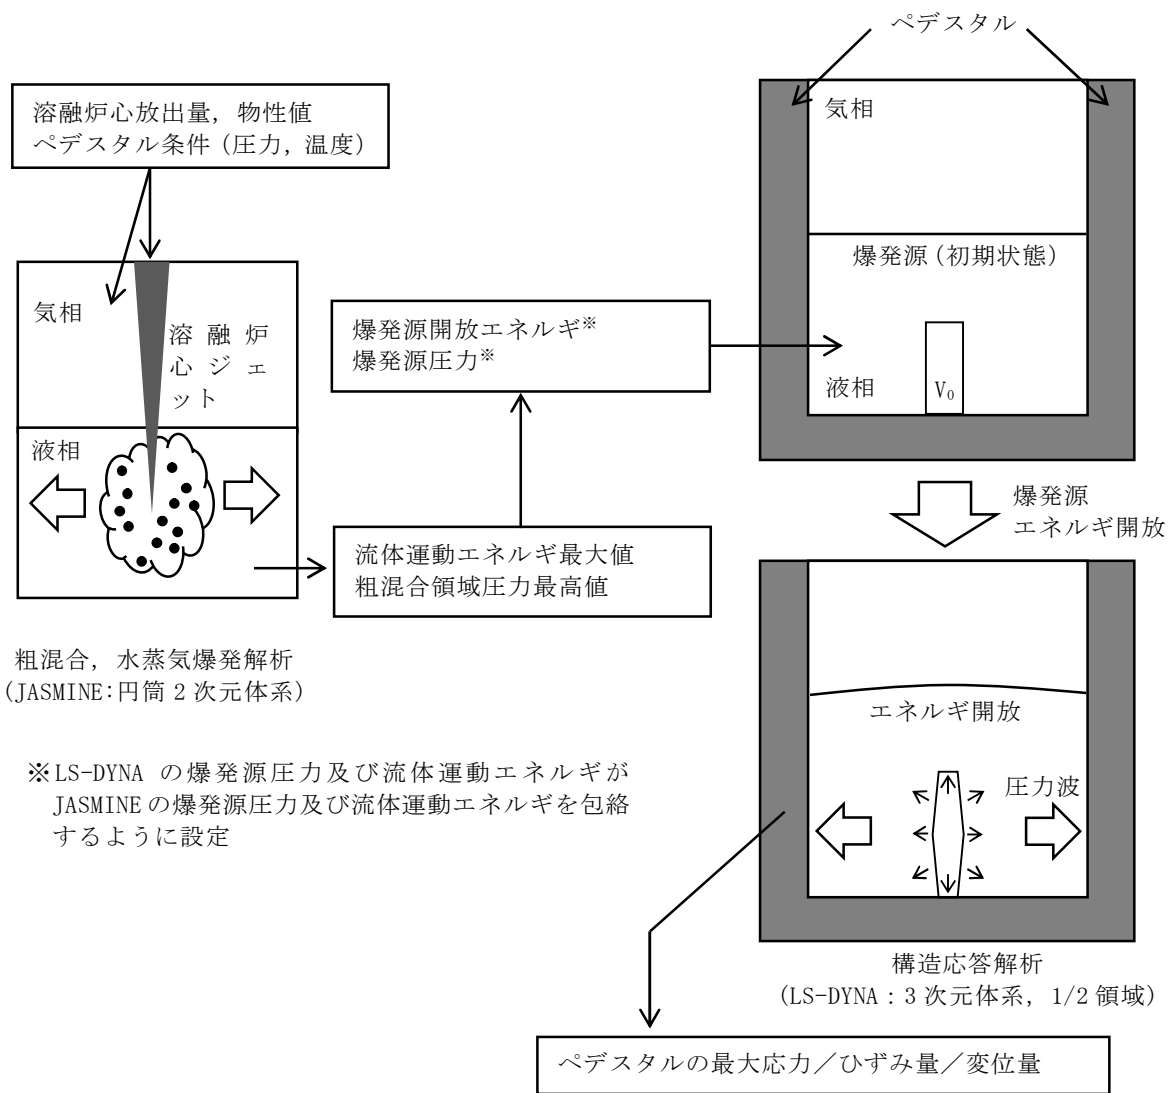 ペデスタル
溶融炉心放出量，物性値
ペデスタル条件（圧力，温度）
気相
溶融炉
心ジェ
ット
液相
爆発源開放エネルギ※
爆発源圧力※
流体運動エネルギ最大値
粗混合領域圧力最高値
粗混合，水蒸気爆発解析
（JASMINE：円筒2次元体系）
※LS-DYNA の爆発源圧力及び流体運動エネルギが
JASMINEの爆発源圧力及び流体運動エネルギを包絡
するように設定
気相
爆発源（初期状態）
液相
V₀
爆発源
エネルギ開放
エネルギ開放
圧力波
構造応答解析
（LS-DYNA：3次元体系，1/2領域）
ペデスタルの最大応力／ひずみ量／変位量